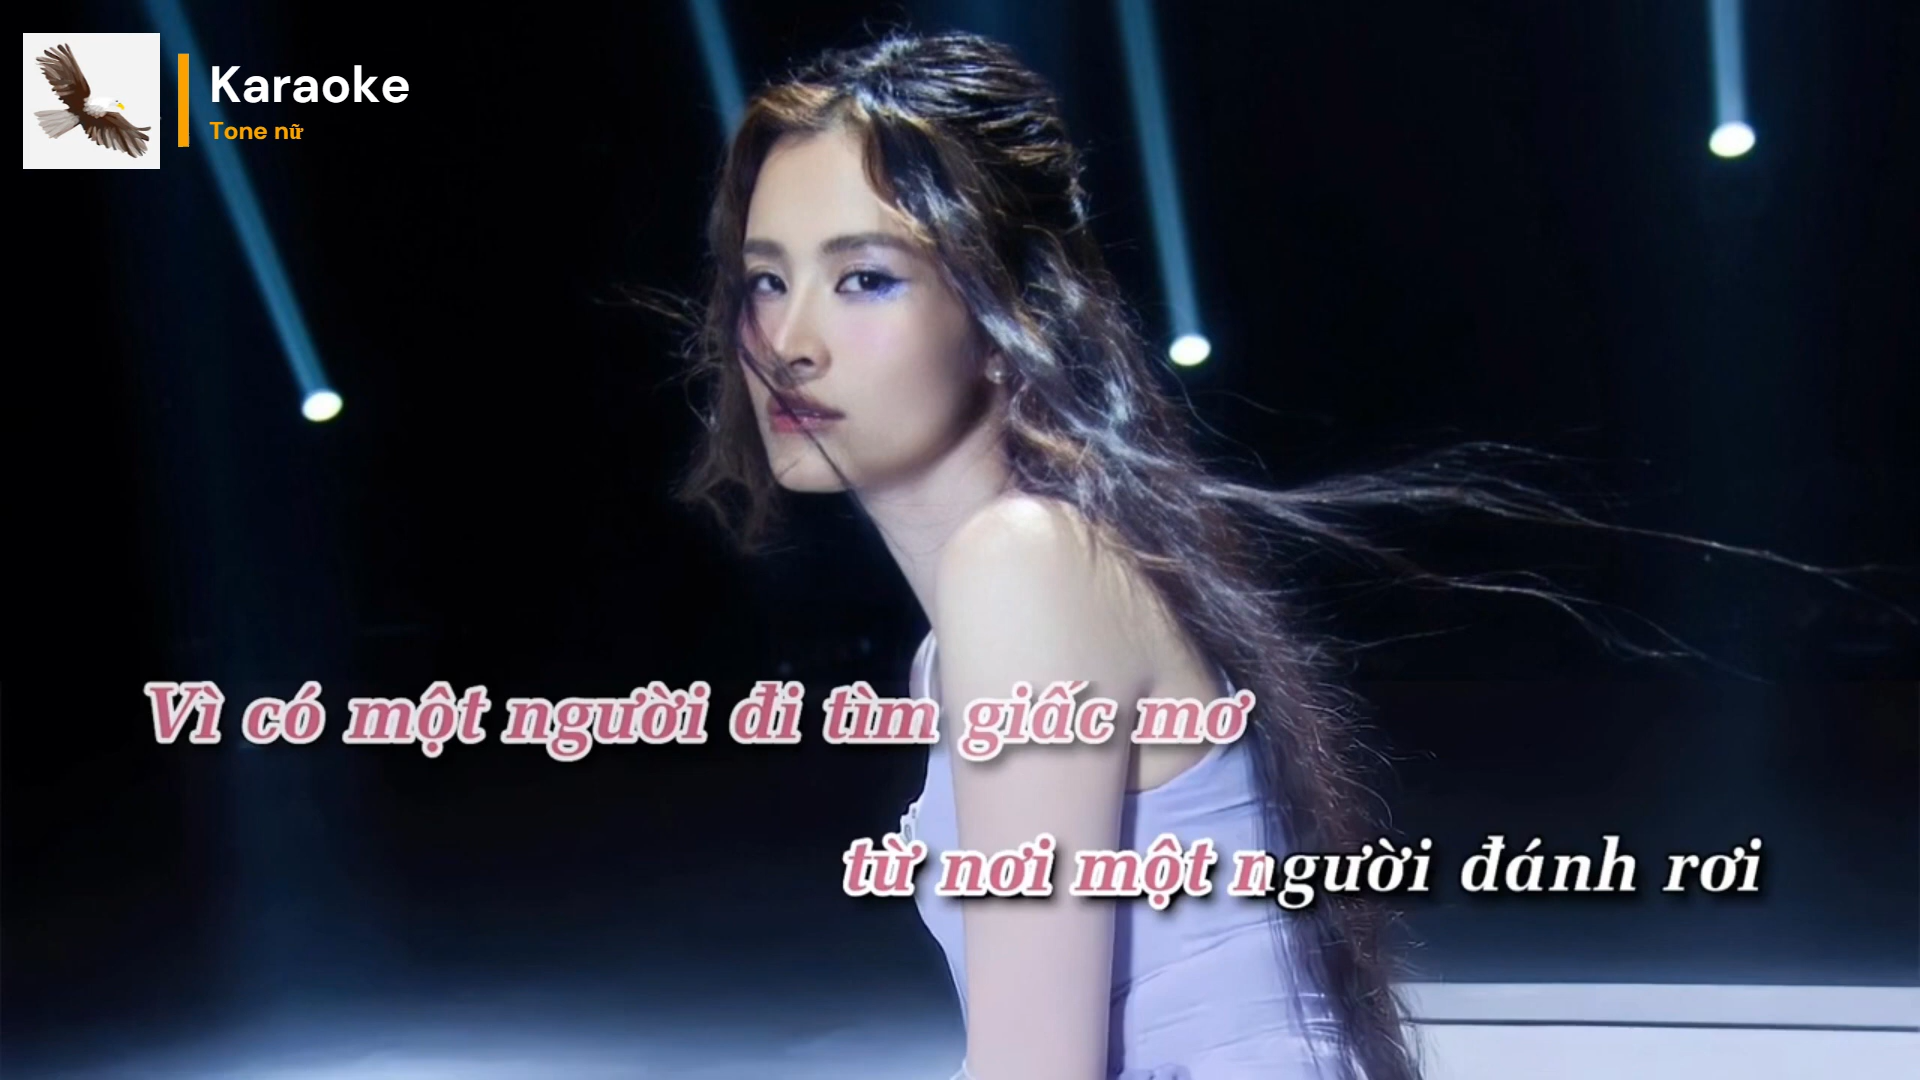 Karaoke
Tone nữ
Vì có một người đi tìm giấc mơ
từ nơi một người đánh rơi